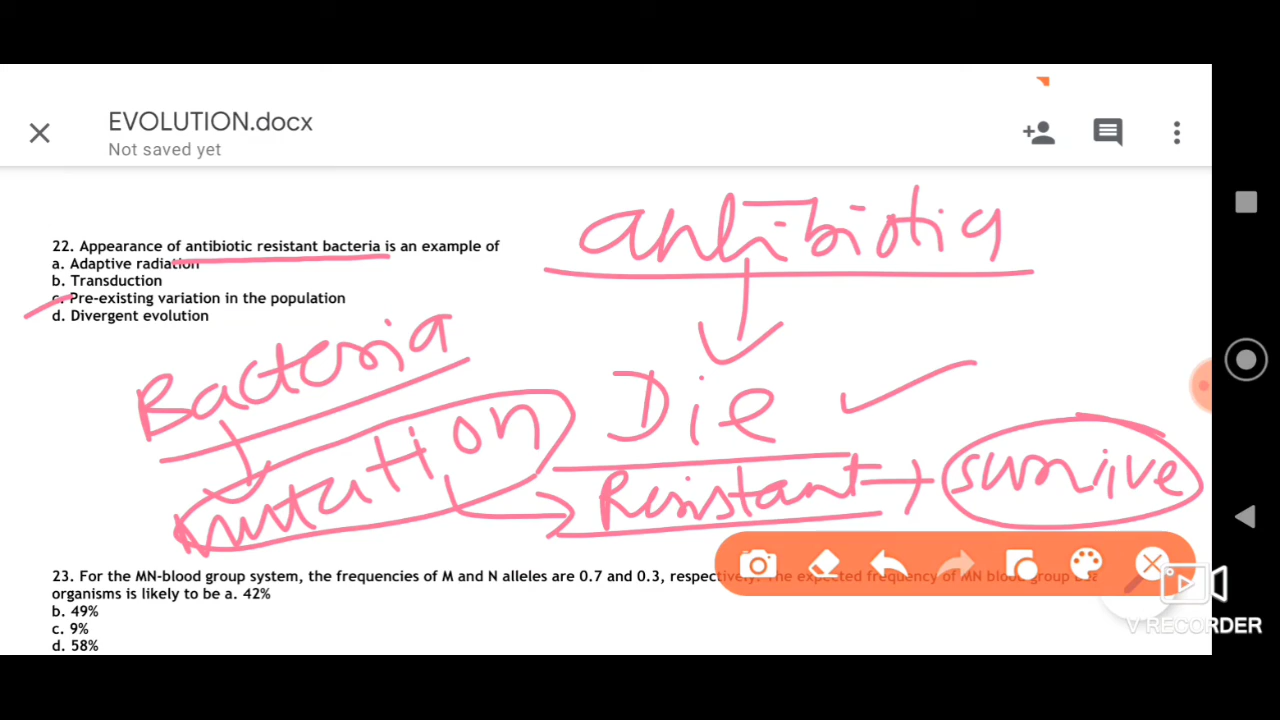 EVOLUTION.docx
Not saved yet
antibiotic
22. Appearance of antibiotic resistant bacteria is an example of
a. Adaptive radiation
b. Transduction
c. Pre-existing variation in the population
d. Divergent evolution
Bacteria
Die
mutation
Resistant
survive
23. For the MN-blood group system, the frequencies of M and N alleles are 0.7 and 0.3, respectively. The expected frequency of MN blood group
organisms is likely to be a. 42%
b. 49%
c. 9%
d. 58%
V RECORDER